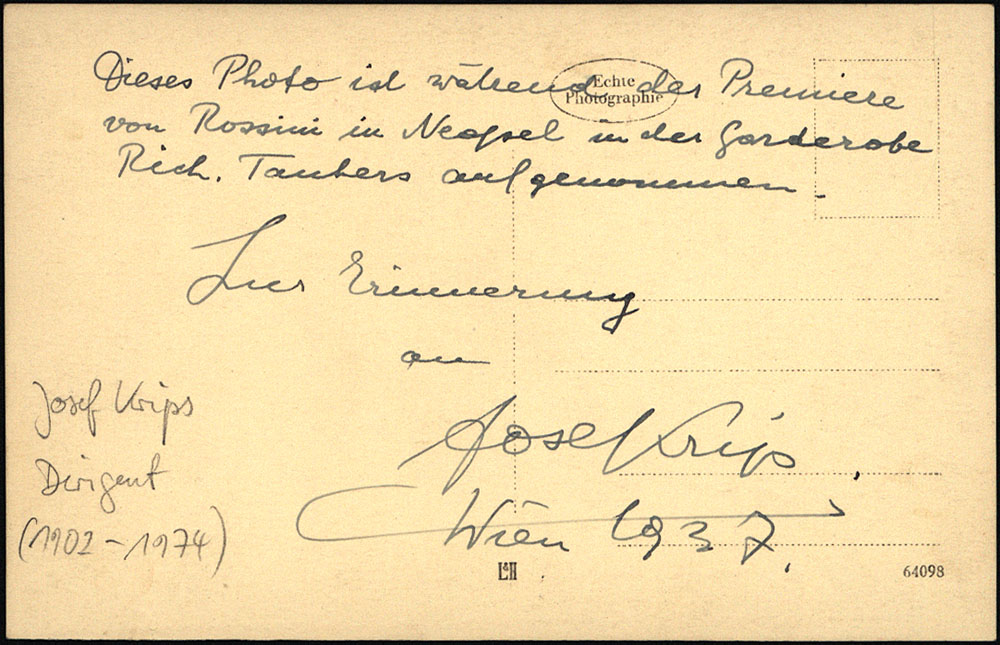 Dieses Photo ist während der Premiere
von Rossini in Neapel in der Garderobe
Rich. Taubers aufgenommen.
Echte
Photographie
Zur Erinnerung
an
Josef Krips
Wien 1937.
Josef Krips
Dirigent
(1902 - 1974)
L&H
64098